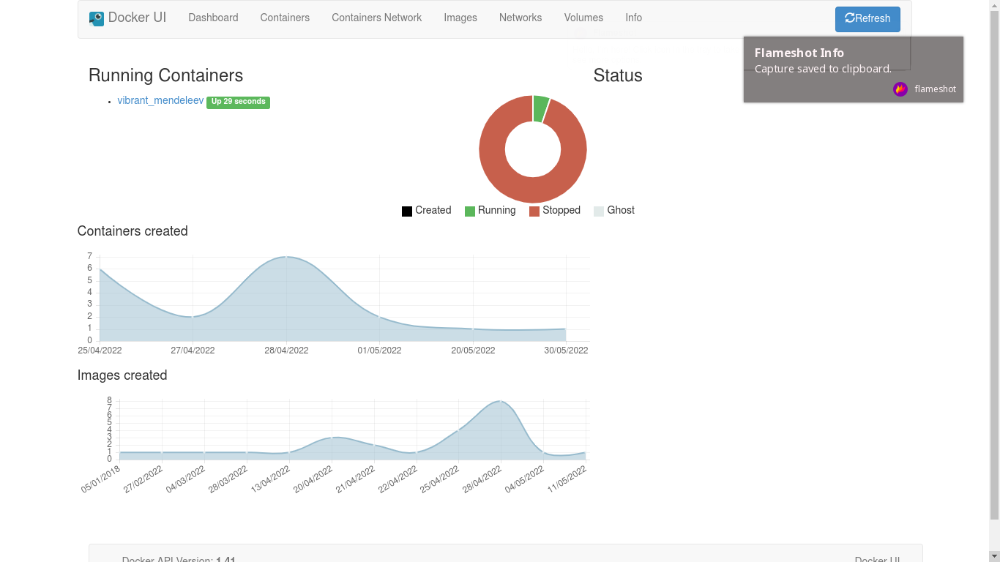 Docker UI Dashboard Containers Containers Network Images Networks Volumes Info Refresh
Flameshot Info
Capture saved to clipboard.
flameshot
Running Containers
vibrant_mendeleev Up 29 seconds
Status
Created Running Stopped Ghost
Containers created
7
6
5
4
3
2
1
0
25/04/2022 27/04/2022 28/04/2022 01/05/2022 20/05/2022 30/05/2022
Images created
8
7
6
5
4
3
2
1
0
05/01/2018 27/02/2022 04/03/2022 28/03/2022 13/04/2022 20/04/2022 21/04/2022 22/04/2022 25/04/2022 28/04/2022 04/05/2022 11/05/2022
Docker API Version: 1.41 Docker UI